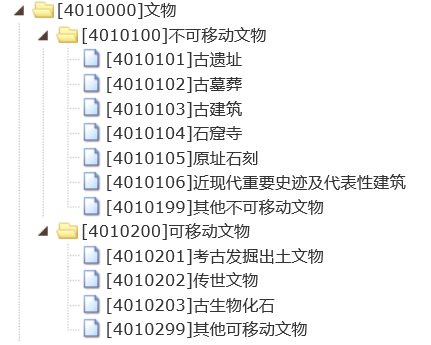 [4010000]文物
[4010100]不可移动文物
[4010101]古遗址
[4010102]古墓葬
[4010103]古建筑
[4010104]石窟寺
[4010105]原址石刻
[4010106]近现代重要史迹及代表性建筑
[4010199]其他不可移动文物
[4010200]可移动文物
[4010201]考古发掘出土文物
[4010202]传世文物
[4010203]古生物化石
[4010299]其他可移动文物